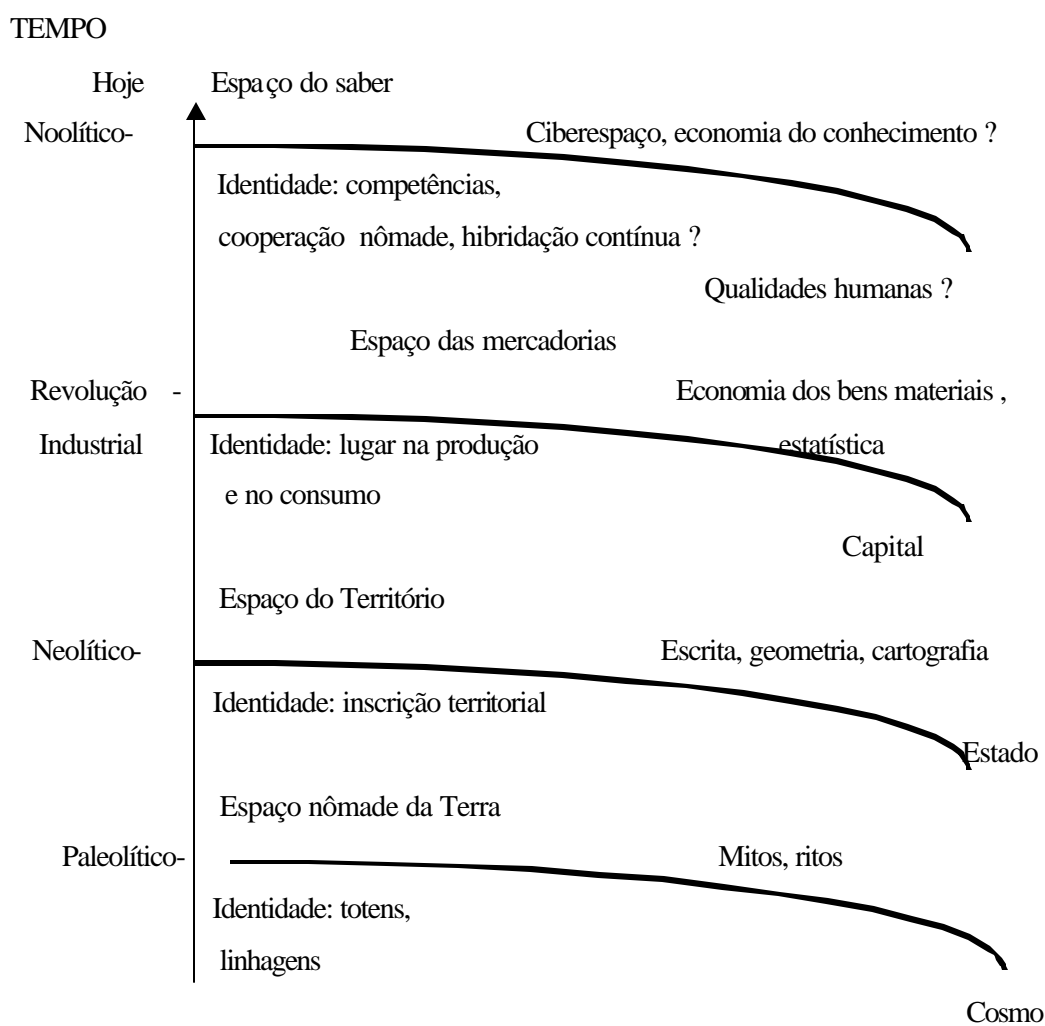 TEMPO
Hoje Espaço do saber
Noolítico- Ciberespaço, economia do conhecimento ?
Identidade: competências,
cooperação nômade, hibridação contínua ?
Qualidades humanas ?
Espaço das mercadorias
Revolução - Economia dos bens materiais ,
Industrial Identidade: lugar na produção estatística
e no consumo
Capital
Espaço do Território
Neolítico- Escrita, geometria, cartografia
Identidade: inscrição territorial
Estado
Espaço nômade da Terra
Paleolítico- Mitos, ritos
Identidade: totens,
linhagens
Cosmo